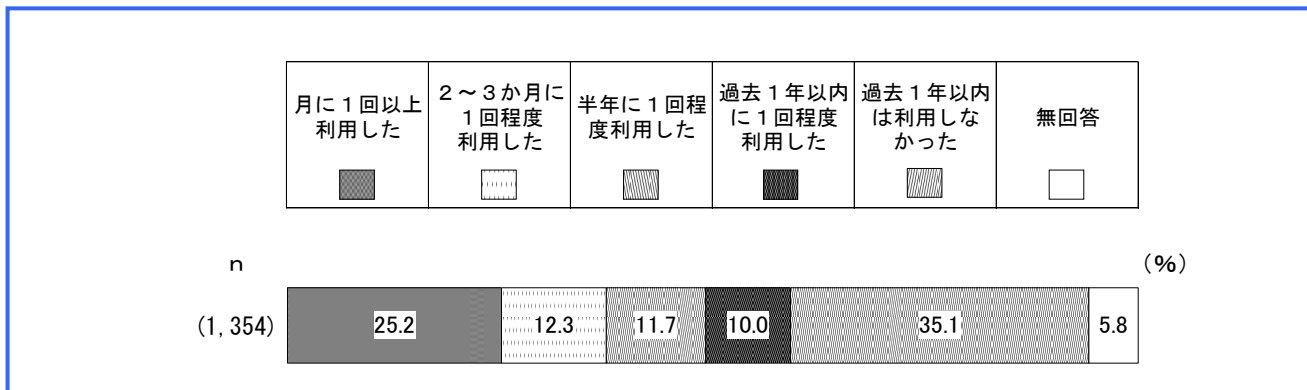 月に１回以上
利用した
２～３か月に
１回程度
利用した
半年に１回程
度利用した
過去１年以内
に１回程度
利用した
過去１年以内
は利用しな
かった
無回答
ｎ
（％）
(1,354)
25.2
12.3
11.7
10.0
35.1
5.8